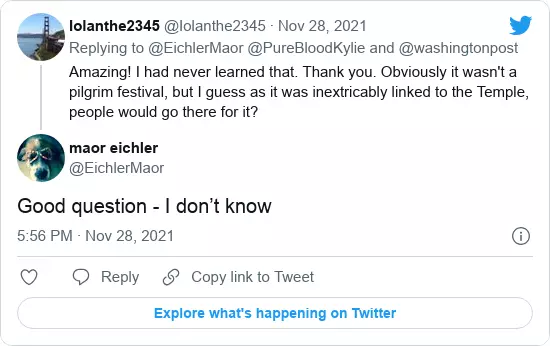 lolanthe2345 @lolanthe2345 · Nov 28, 2021
Replying to @EichlerMaor @PureBloodKylie and @washingtonpost
Amazing! I had never learned that. Thank you. Obviously it wasn't a
pilgrim festival, but I guess as it was inextricably linked to the Temple,
people would go there for it?
maor eichler
@EichlerMaor
Good question - I don’t know
5:56 PM · Nov 28, 2021
Reply Copy link to Tweet
Explore what's happening on Twitter